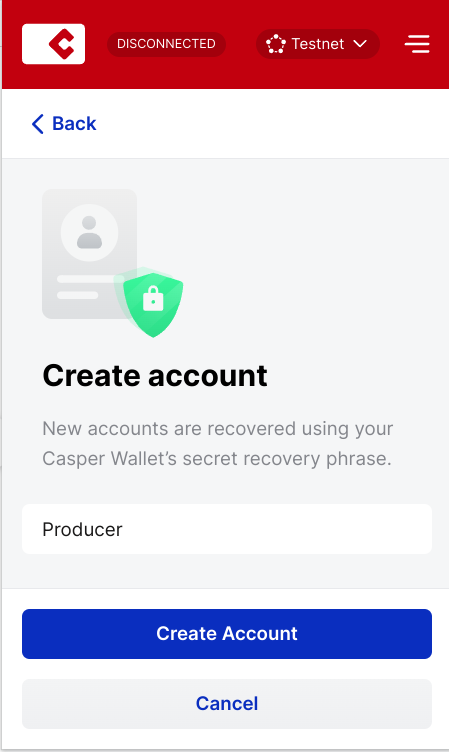 DISCONNECTED
Testnet
Back
Create account
New accounts are recovered using your
Casper Wallet’s secret recovery phrase.
Producer
Create Account
Cancel